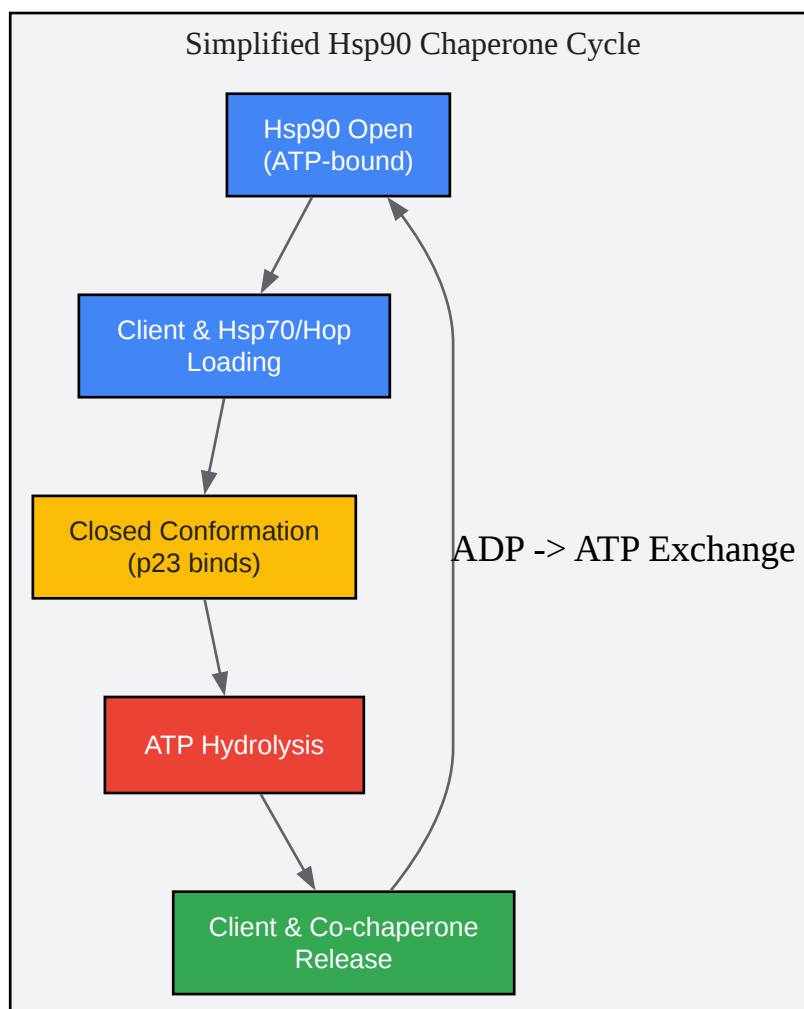 Simplified Hsp90 Chaperone Cycle
Hsp90 Open
(ATP-bound)
Client & Hsp70/Hop
Loading
Closed Conformation
(p23 binds)
ADP -> ATP Exchange
ATP Hydrolysis
Client & Co-chaperone
Release